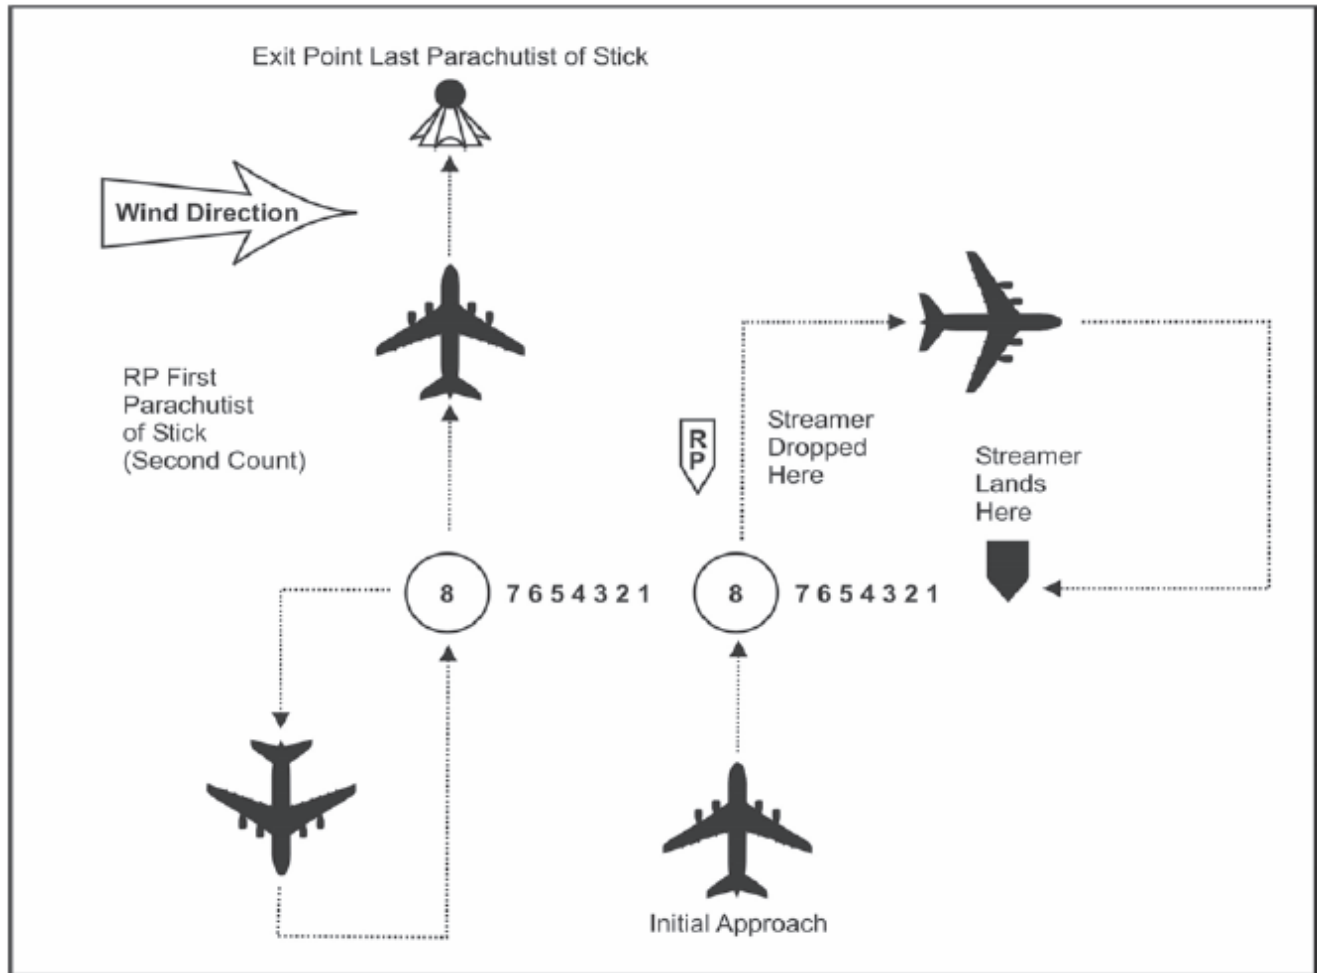 Exit Point Last Parachutist of Stick
Wind Direction
RP First
Parachutist
of Stick
(Second Count)
R
P
Streamer
Dropped
Here
Streamer
Lands
Here
8 7 6 5 4 3 2 1 8 7 6 5 4 3 2 1
Initial Approach